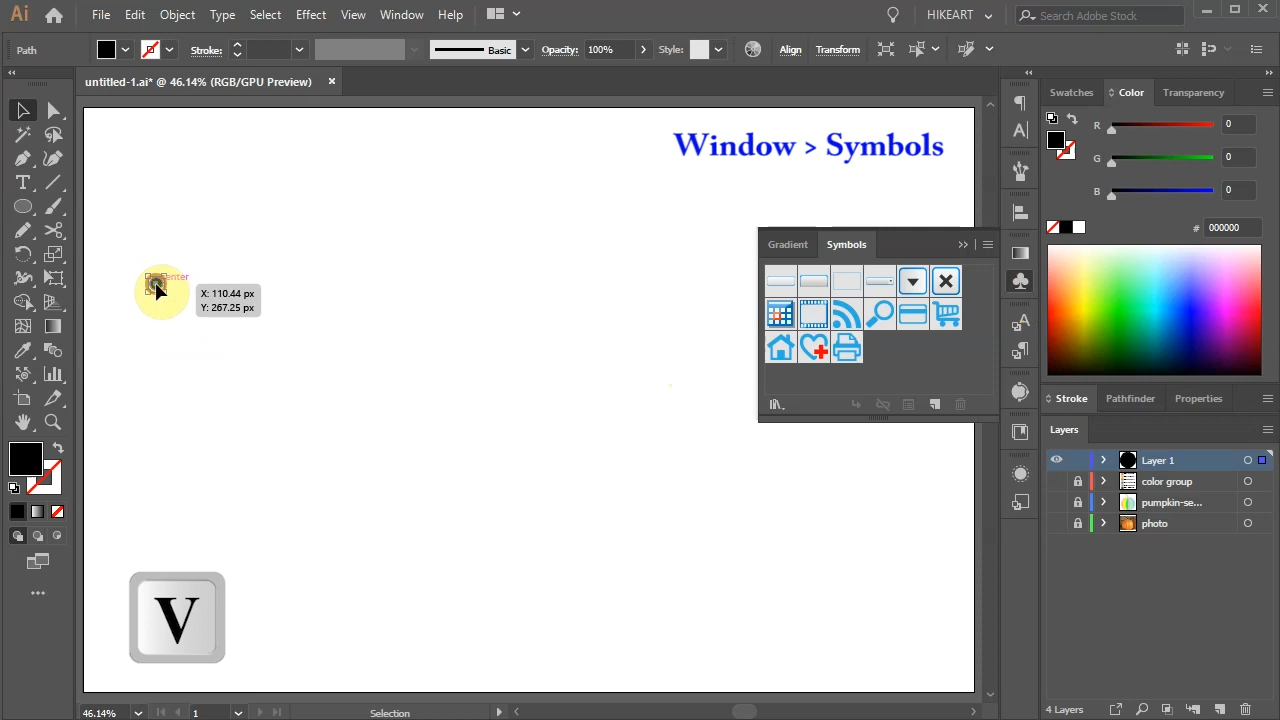 Ai File Edit Object Type Select Effect View Window Help HIKEART Search Adobe Stock
Path Stroke: Basic Opacity: 100% Style: Align Transform
untitled-1.ai* @ 46.14% (RGB/GPU Preview)
Window > Symbols
Swatches Color Transparency
R 0
G 0
B 0
# 000000
Gradient Symbols
X: 110.44 px
Y: 267.25 px
Stroke Pathfinder Properties
Layers
Layer 1
color group
pumpkin-se...
photo
V
46.14% 1 Selection
4 Layers